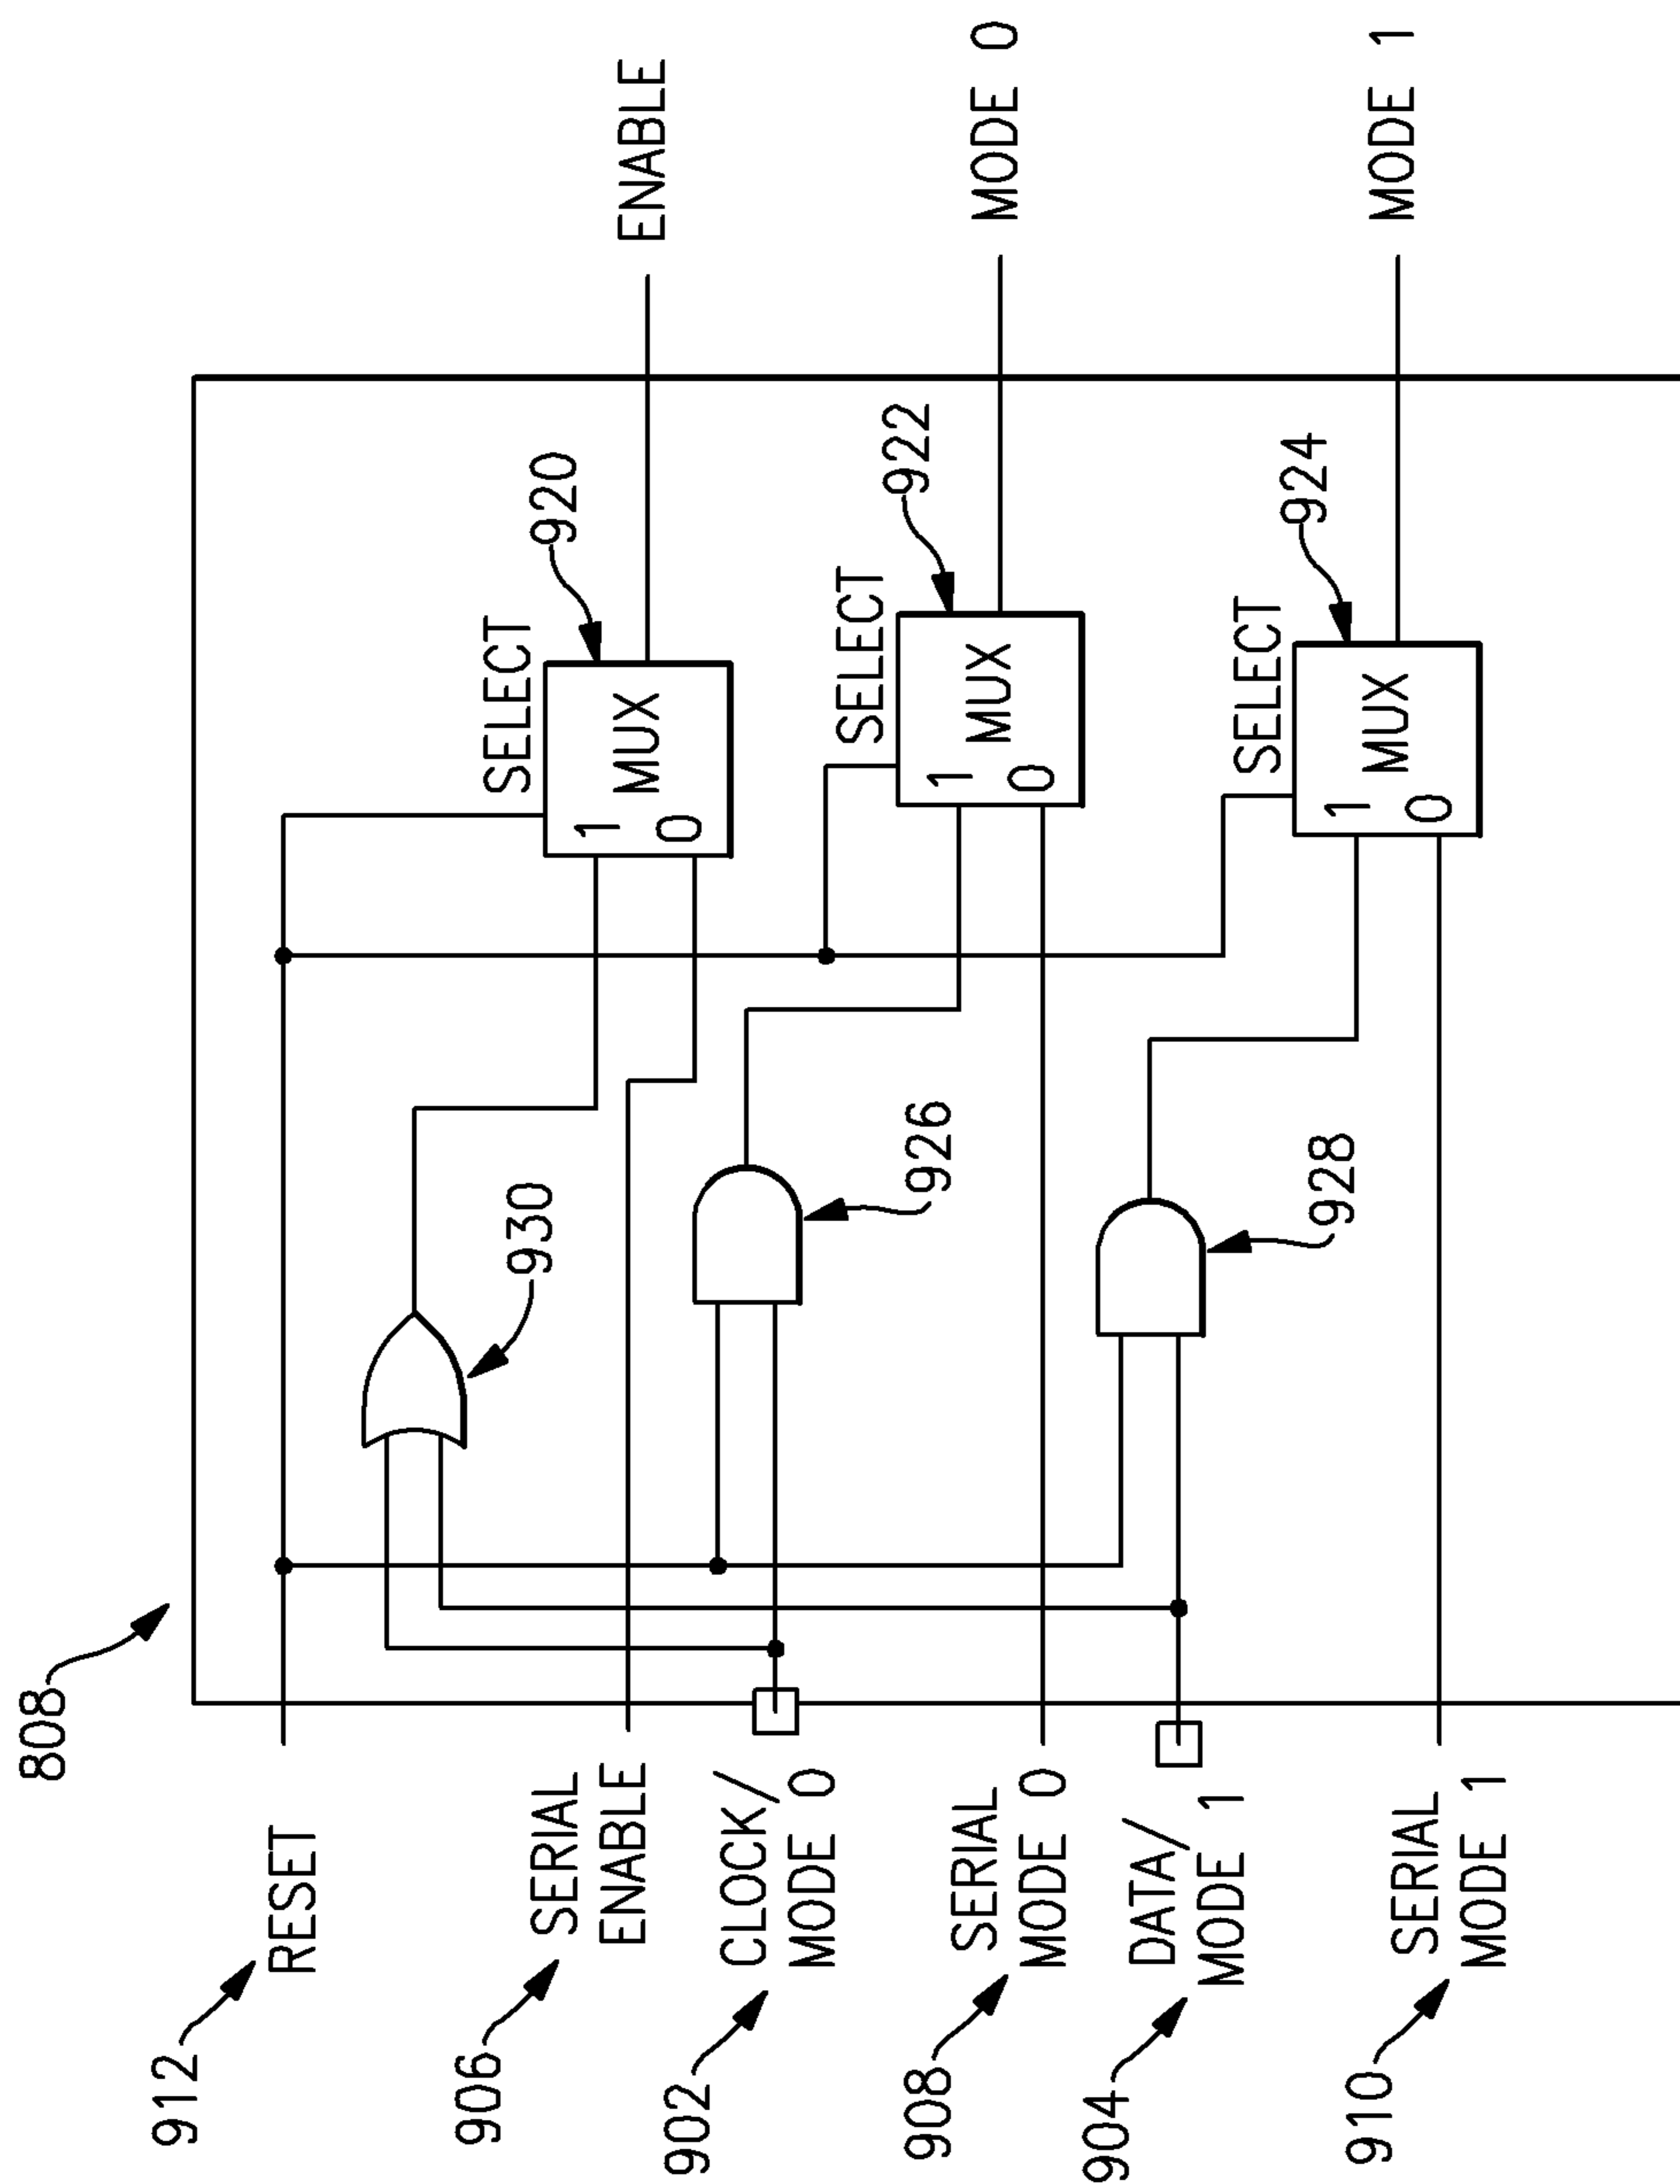 808
912
RESET
906
SERIAL
ENABLE
902
CLOCK/
MODE 0
908
SERIAL
MODE 0
904
DATA/
MODE 1
910
SERIAL
MODE 1
930
926
928
SELECT
920
1
MUX
0
SELECT
922
1
MUX
0
SELECT
924
1
MUX
0
ENABLE
MODE 0
MODE 1